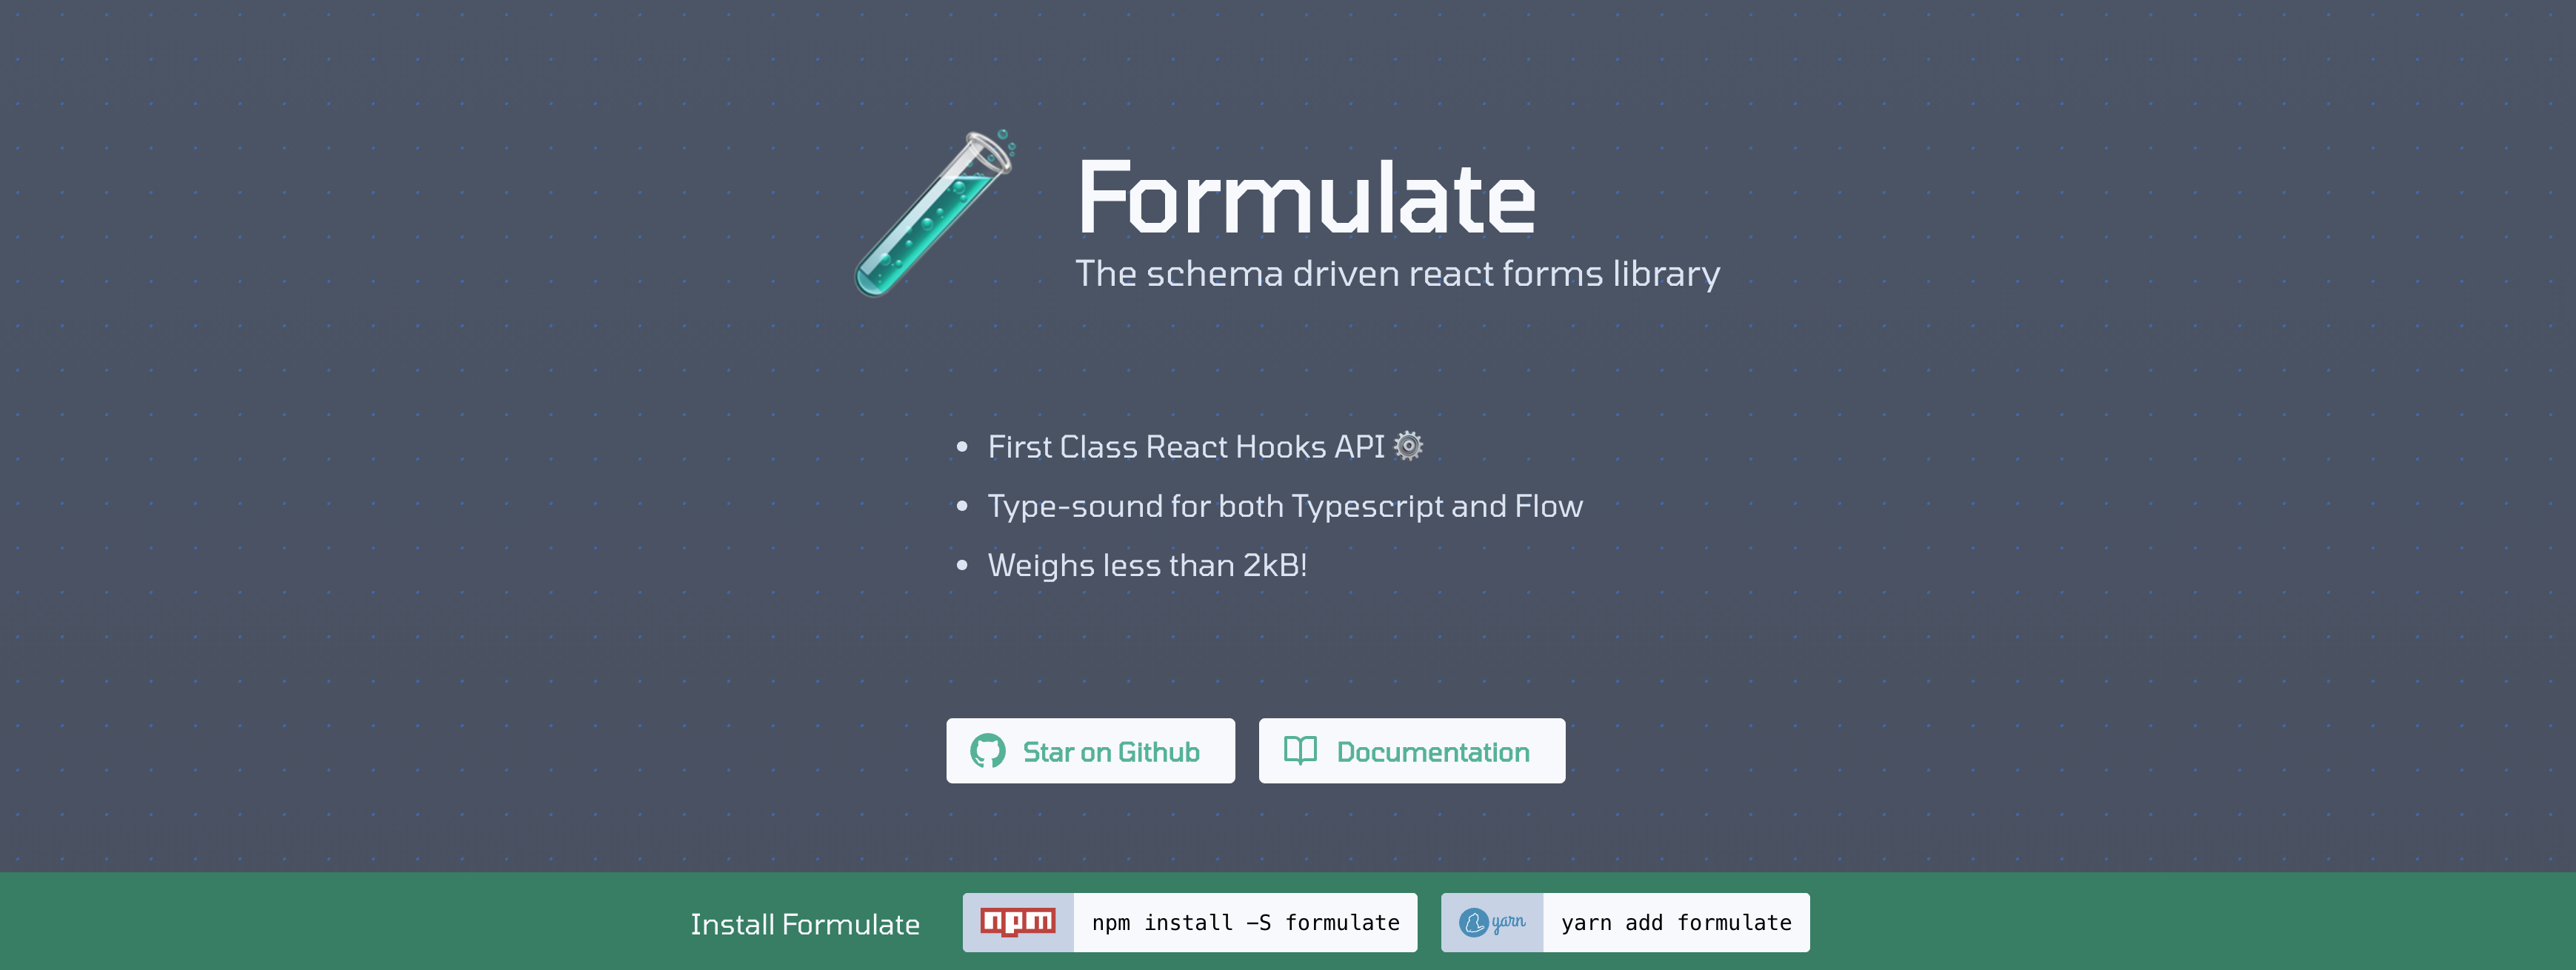 Formulate
The schema driven react forms library
First Class React Hooks API ⚙️
Type-sound for both Typescript and Flow
Weighs less than 2kB!
Star on Github
Documentation
Install Formulate
npm
npm install -S formulate
yarn
yarn add formulate